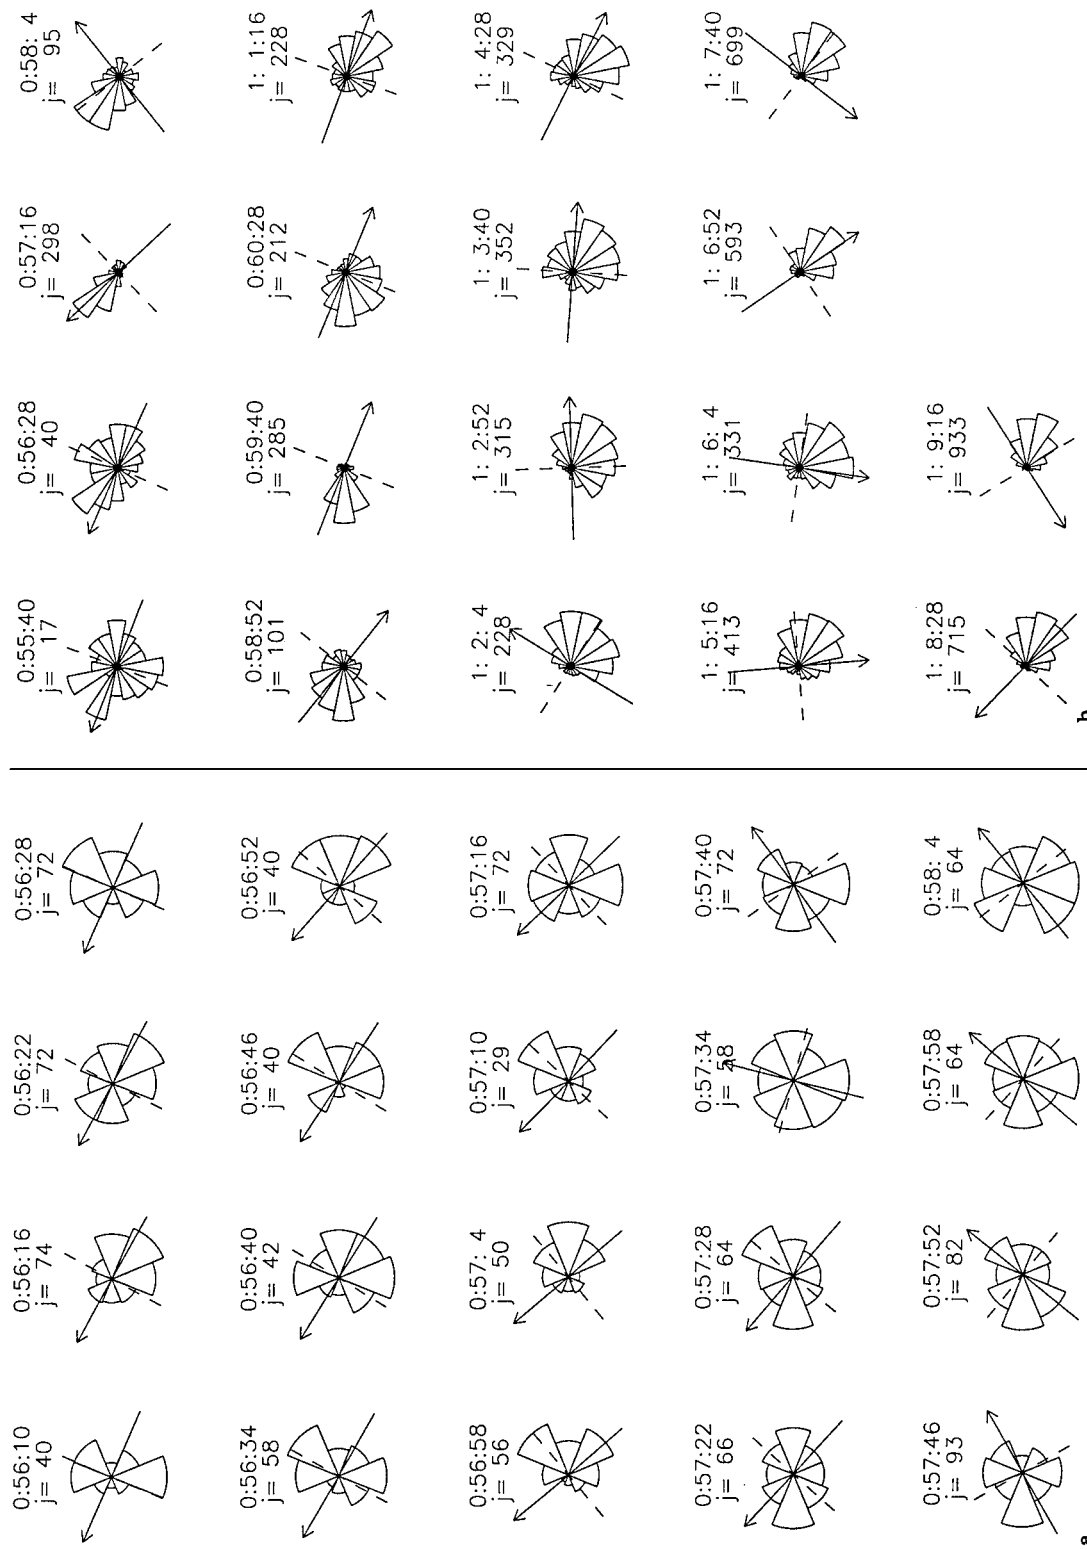 0:56:10
j= 40
0:56:16
j= 74
0:56:22
j= 72
0:56:28
j= 72
0:56:34
j= 58
0:56:40
j= 42
0:56:46
j= 40
0:56:52
j= 40
0:56:58
j= 56
0:57: 4
j= 50
0:57:10
j= 29
0:57:16
j= 72
0:57:22
j= 66
0:57:28
j= 64
0:57:34
j= 58
0:57:40
j= 72
0:57:46
j= 93
0:57:52
j= 82
0:57:58
j= 64
0:58: 4
j= 64
a
0:55:40
j= 17
0:56:28
j= 40
0:57:16
j= 298
0:58: 4
j= 95
0:58:52
j= 101
0:59:40
j= 285
0:60:28
j= 212
1: 1:16
j= 228
1: 2: 4
j= 228
1: 2:52
j= 315
1: 3:40
j= 352
1: 4:28
j= 329
1: 5:16
j= 413
1: 6: 4
j= 331
1: 6:52
j= 593
1: 7:40
j= 699
1: 8:28
j= 715
1: 9:16
j= 933
b